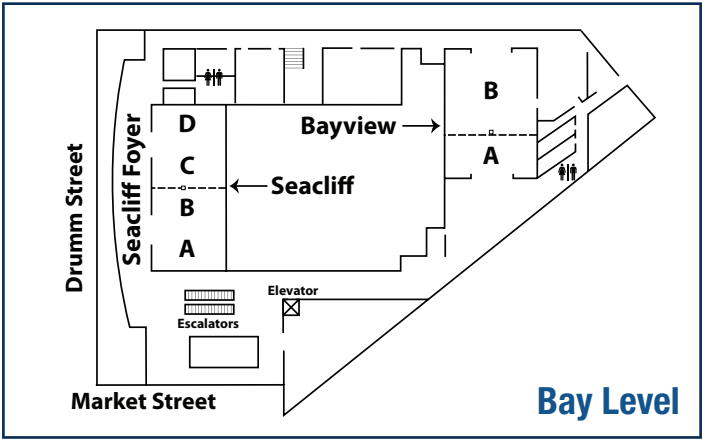 D
C
B
A
Seacliff
Seacliff Foyer
Drumm Street
Bayview
B
A
Elevator
Escalators
Market Street
Bay Level